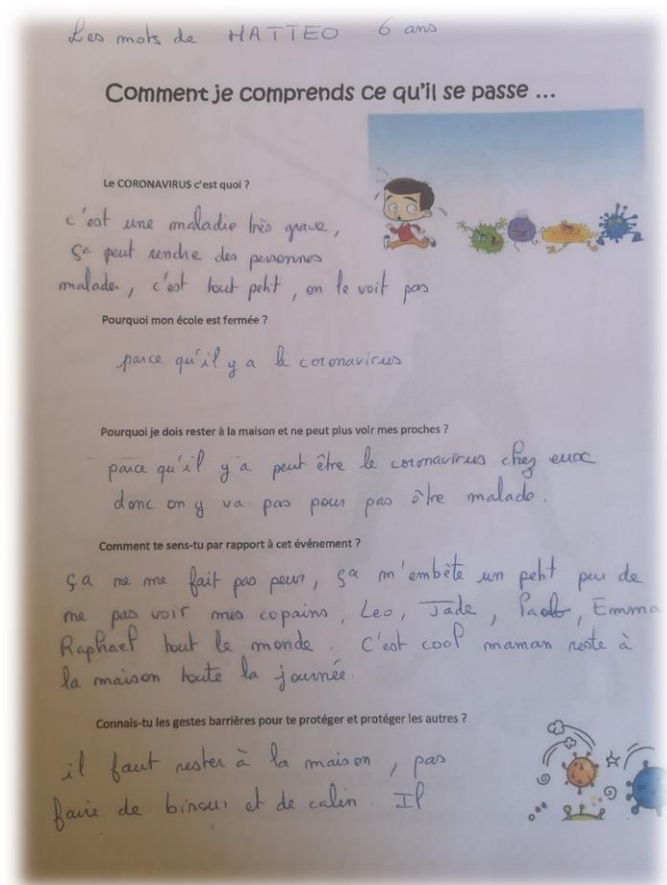 Les mots de MATTEO 6 ans
Comment je comprends ce qu'il se passe ...
Le CORONAVIRUS c'est quoi ?
c'est une maladie très grave,
ça peut rendre des personnes
malade, c'est tout petit, on le voit pas
Pourquoi mon école est fermée ?
parce qu'il y a le coronavirus
Pourquoi je dois rester à la maison et ne peut plus voir mes proches ?
parce qu'il y a peut être le coronavirus chez eux
donc on y va pas pour pas être malade.
Comment te sens-tu par rapport à cet événement ?
ça ne me fait pas peur, ça m'embête un petit peu de
me pas voir mes copains, Leo, Jade, Paolo, Emma
Raphael tout le monde. C'est cool maman reste à
la maison toute la journée.
Connais-tu les gestes barrières pour te protéger et protéger les autres ?
il faut rester à la maison, pas
faire de bisous et de calin. Il